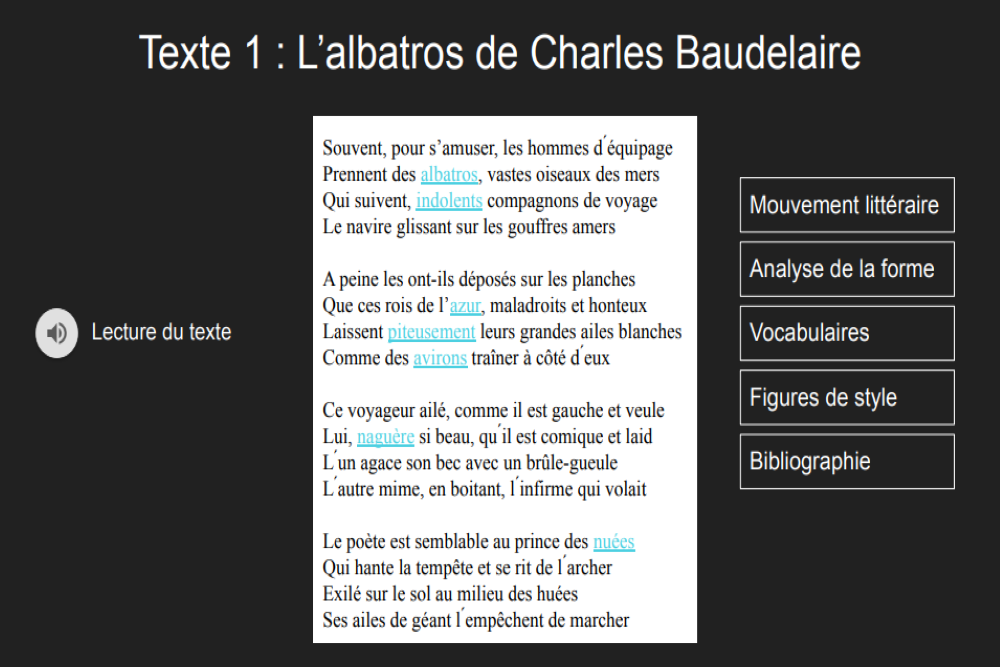 Texte 1 : L’albatros de Charles Baudelaire
Souvent, pour s’amuser, les hommes d´équipage
Prennent des albatros, vastes oiseaux des mers
Qui suivent, indolents compagnons de voyage
Le navire glissant sur les gouffres amers
A peine les ont-ils déposés sur les planches
Que ces rois de l’azur, maladroits et honteux
Laissent piteusement leurs grandes ailes blanches
Comme des avirons traîner à côté d´eux
Ce voyageur ailé, comme il est gauche et veule
Lui, naguère si beau, qu´il est comique et laid
L´un agace son bec avec un brûle-gueule
L´autre mime, en boitant, l´infirme qui volait
Le poète est semblable au prince des nuées
Qui hante la tempête et se rit de l´archer
Exilé sur le sol au milieu des huées
Ses ailes de géant l´empêchent de marcher
Lecture du texte
Mouvement littéraire
Analyse de la forme
Vocabulaires
Figures de style
Bibliographie